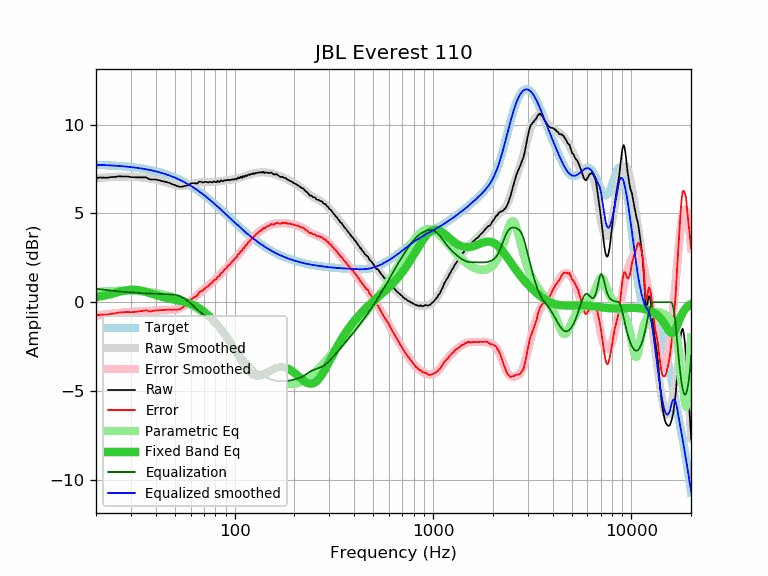 JBL Everest 110
Amplitude (dBr)
10
5
0
−5
−10
Target
Raw Smoothed
Error Smoothed
Raw
Error
Parametric Eq
Fixed Band Eq
Equalization
Equalized smoothed
100
1000
10000
Frequency (Hz)